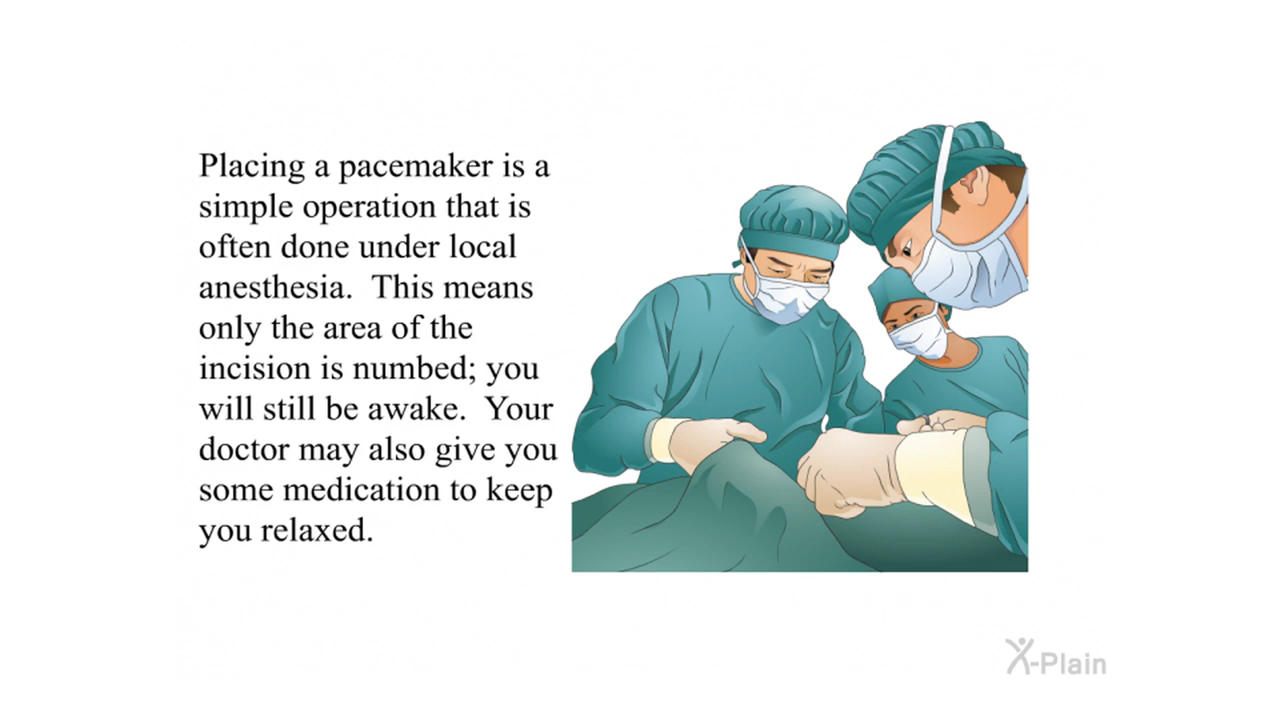 Placing a pacemaker is a
simple operation that is
often done under local
anesthesia.  This means
only the area of the
incision is numbed; you
will still be awake.  Your
doctor may also give you
some medication to keep
you relaxed.
X-Plain